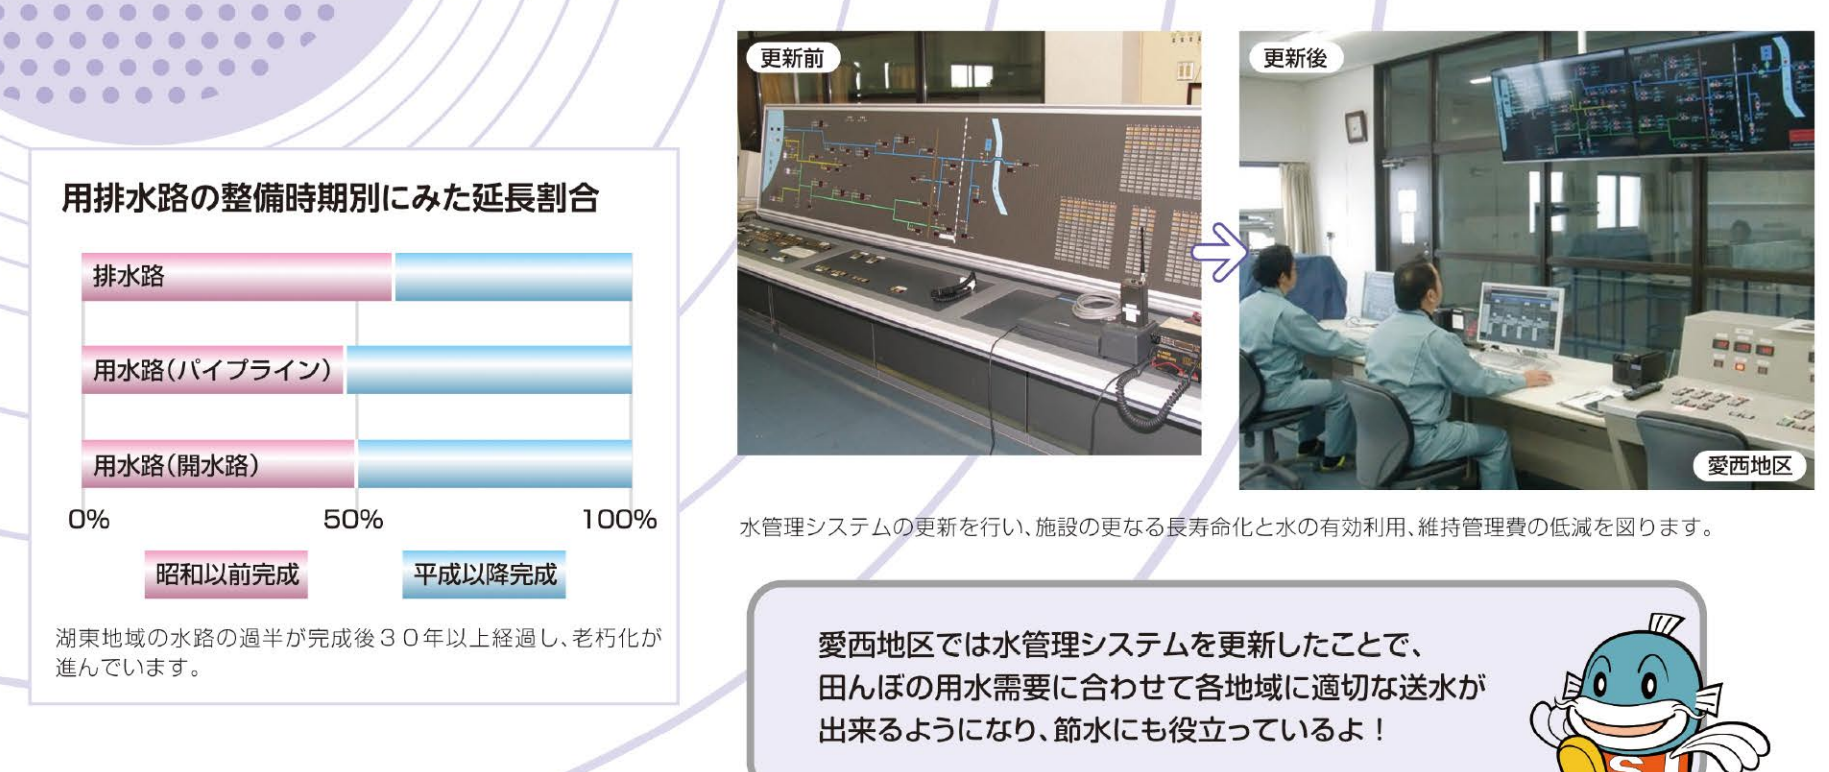 用排水路の整備時期別にみた延長割合
排水路
用水路(パイプライン)
用水路(開水路)
0% 50% 100%
昭和以前完成 平成以降完成
湖東地域の水路の過半が完成後30年以上経過し、老朽化が
進んでいます。
更新前
更新後
愛西地区
水管理システムの更新を行い、施設の更なる長寿命化と水の有効利用、維持管理費の低減を図ります。
愛西地区では水管理システムを更新したことで、
田んぼの用水需要に合わせて各地域に適切な送水が
出来るようになり、節水にも役立っているよ！